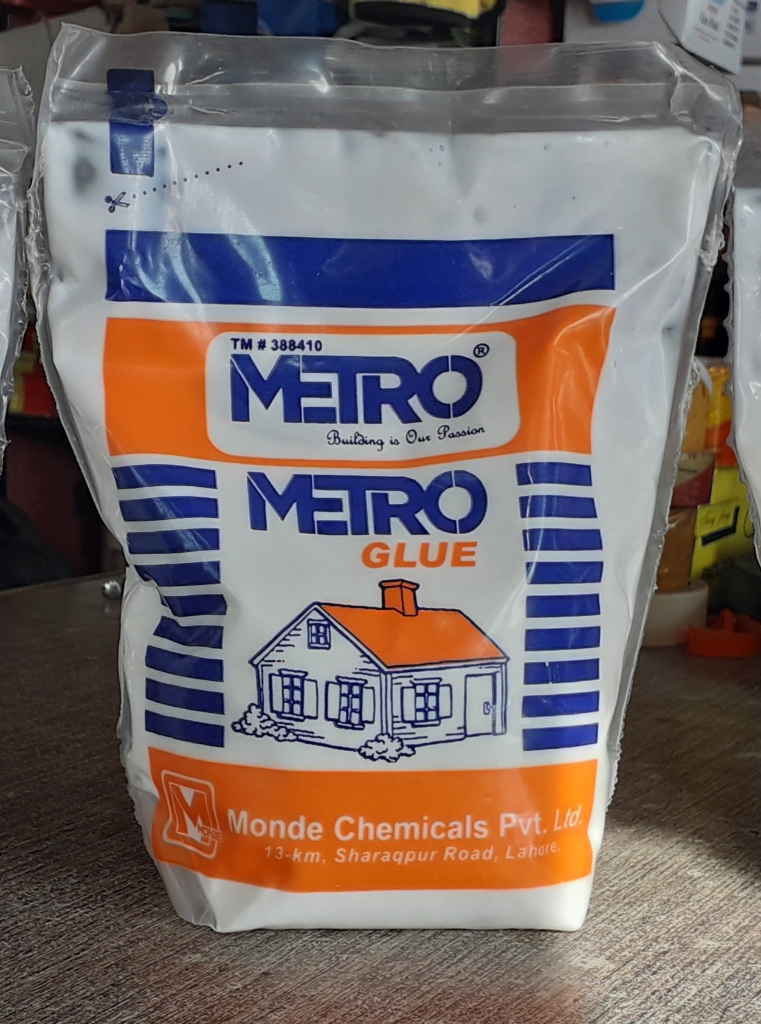 TM # 388410
METRO®
Building is Our Passion
METRO
GLUE
Monde Chemicals Pvt. Ltd.
13-km, Sharaqpur Road, Lahore.